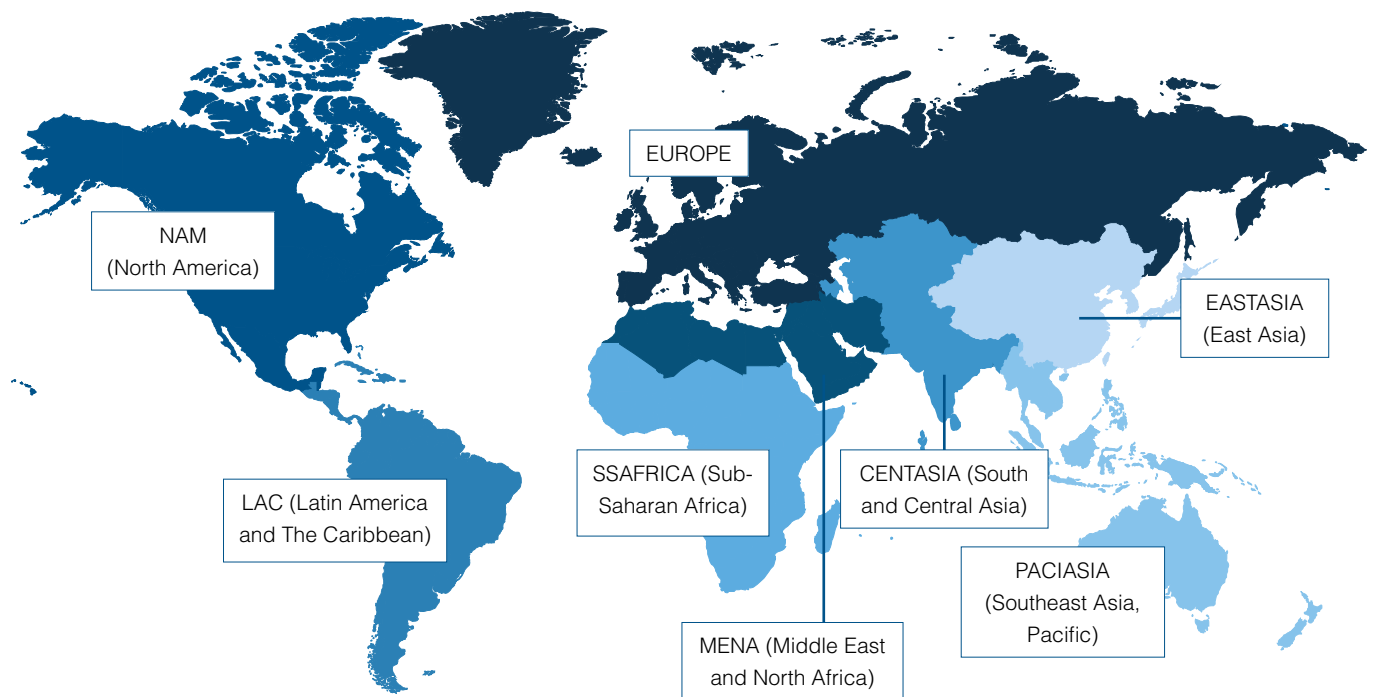 EUROPE
NAM
(North America)
EASTASIA
(East Asia)
SSAFRICA (Sub-
Saharan Africa)
CENTASIA (South
and Central Asia)
LAC (Latin America
and The Caribbean)
PACIASIA
(Southeast Asia,
Pacific)
MENA (Middle East
and North Africa)